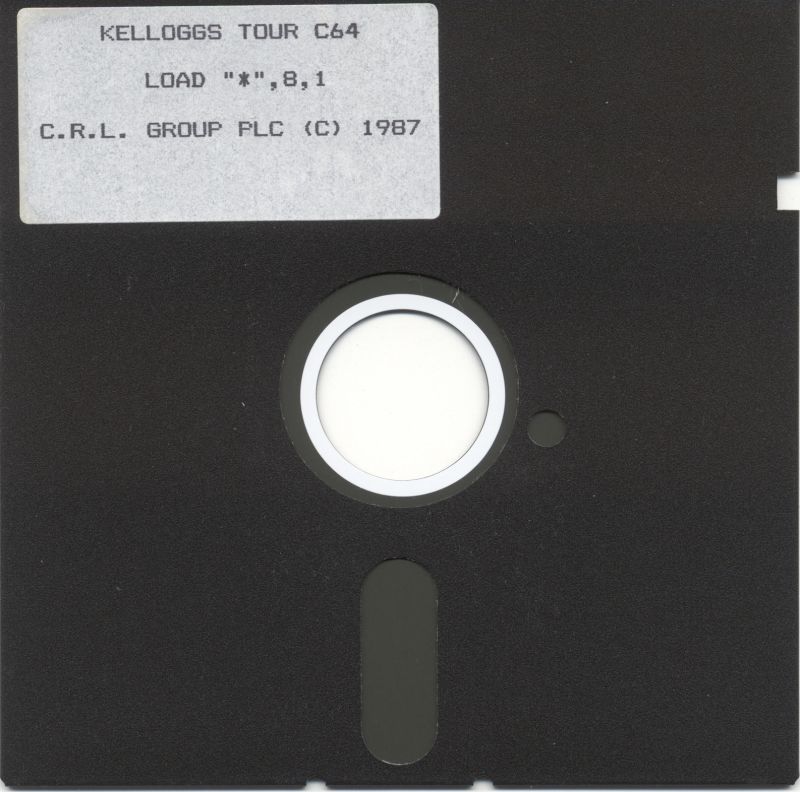 KELLOGGS TOUR C64
LOAD "*",8,1
C.R.L. GROUP PLC (C) 1987